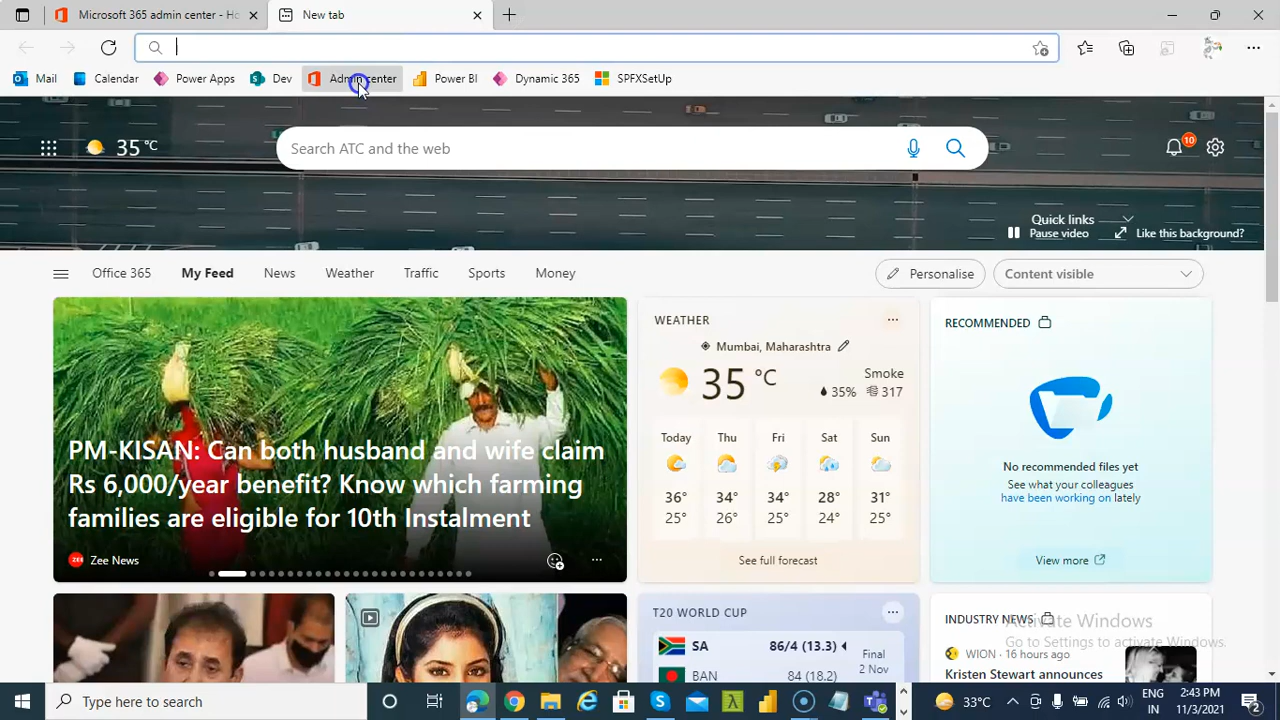 Microsoft 365 admin center - Ho
New tab
Mail
Calendar
Power Apps
Dev
Admin center
Power BI
Dynamic 365
SPFXSetUp
35 °C
Search ATC and the web
10
Quick links
Pause video
Like this background?
Office 365
My Feed
News
Weather
Traffic
Sports
Money
Personalise
Content visible
PM-KISAN: Can both husband and wife claim
Rs 6,000/year benefit? Know which farming
families are eligible for 10th Instalment
Zee News
WEATHER
Mumbai, Maharashtra
35 °C
Smoke
35% 317
Today Thu Fri Sat Sun
36° 34° 34° 28° 31°
25° 26° 25° 24° 25°
See full forecast
RECOMMENDED
No recommended files yet
See what your colleagues
have been working on lately
View more
T20 WORLD CUP
SA 86/4 (13.3)
BAN 84 (18.2)
Final
2 Nov
INDUSTRY NEWS
WION · 16 hours ago
Kristen Stewart announces
Activate Windows
Go to Settings to activate Windows.
Type here to search
33°C
ENG
IN
2:43 PM
11/3/2021
2